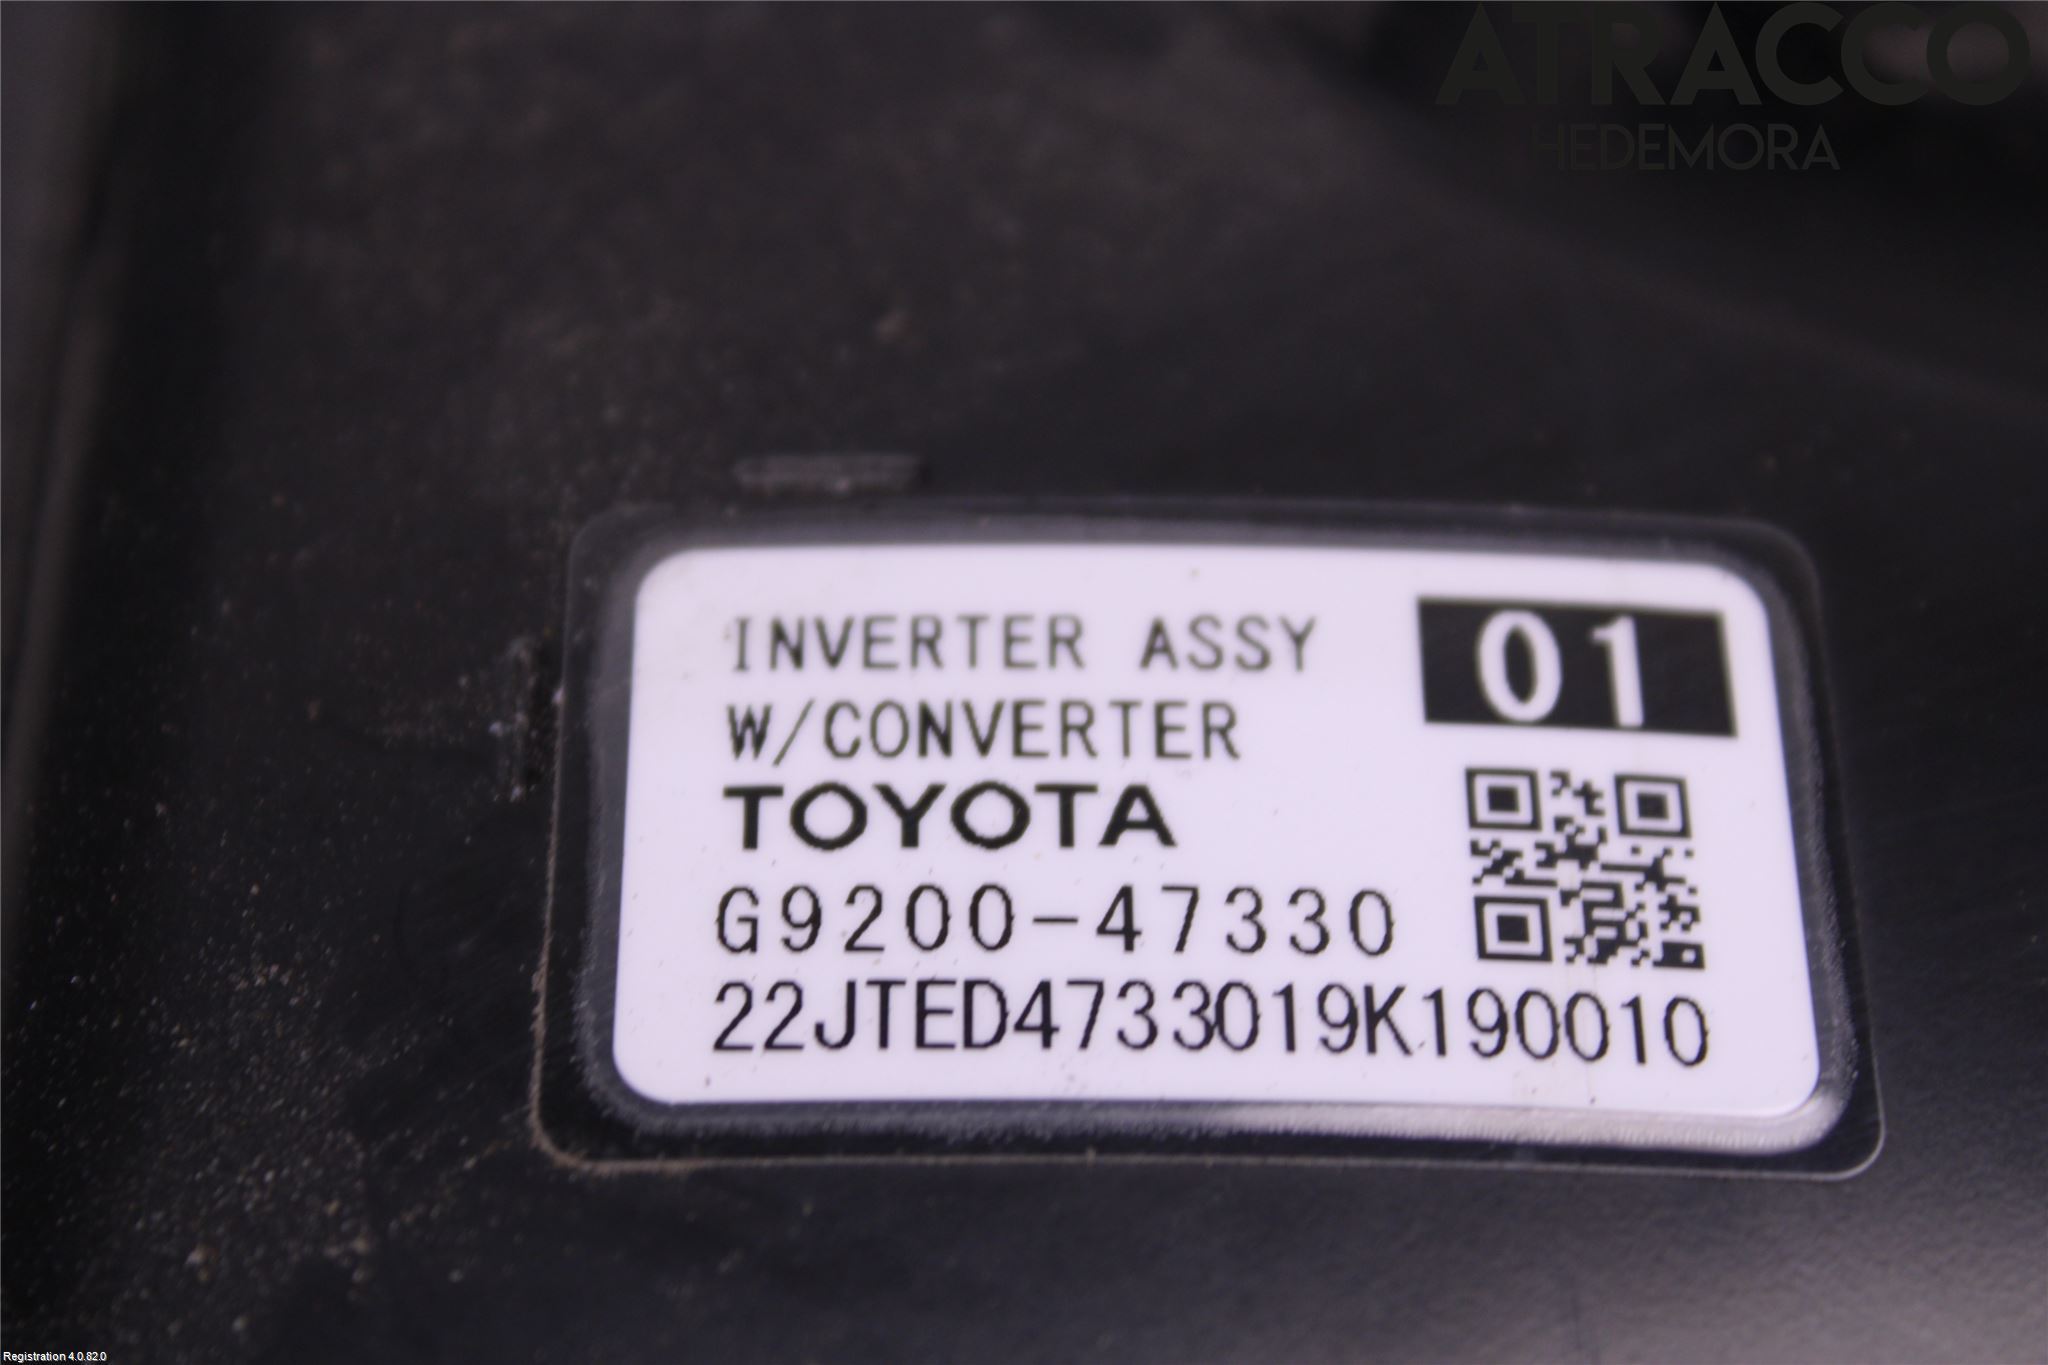 ATRACCO
HEDEMORA
INVERTER ASSY
01
W/CONVERTER
TOYOTA
G9200-47330
22JTED4733019K190010
Registration 4.0.82.0